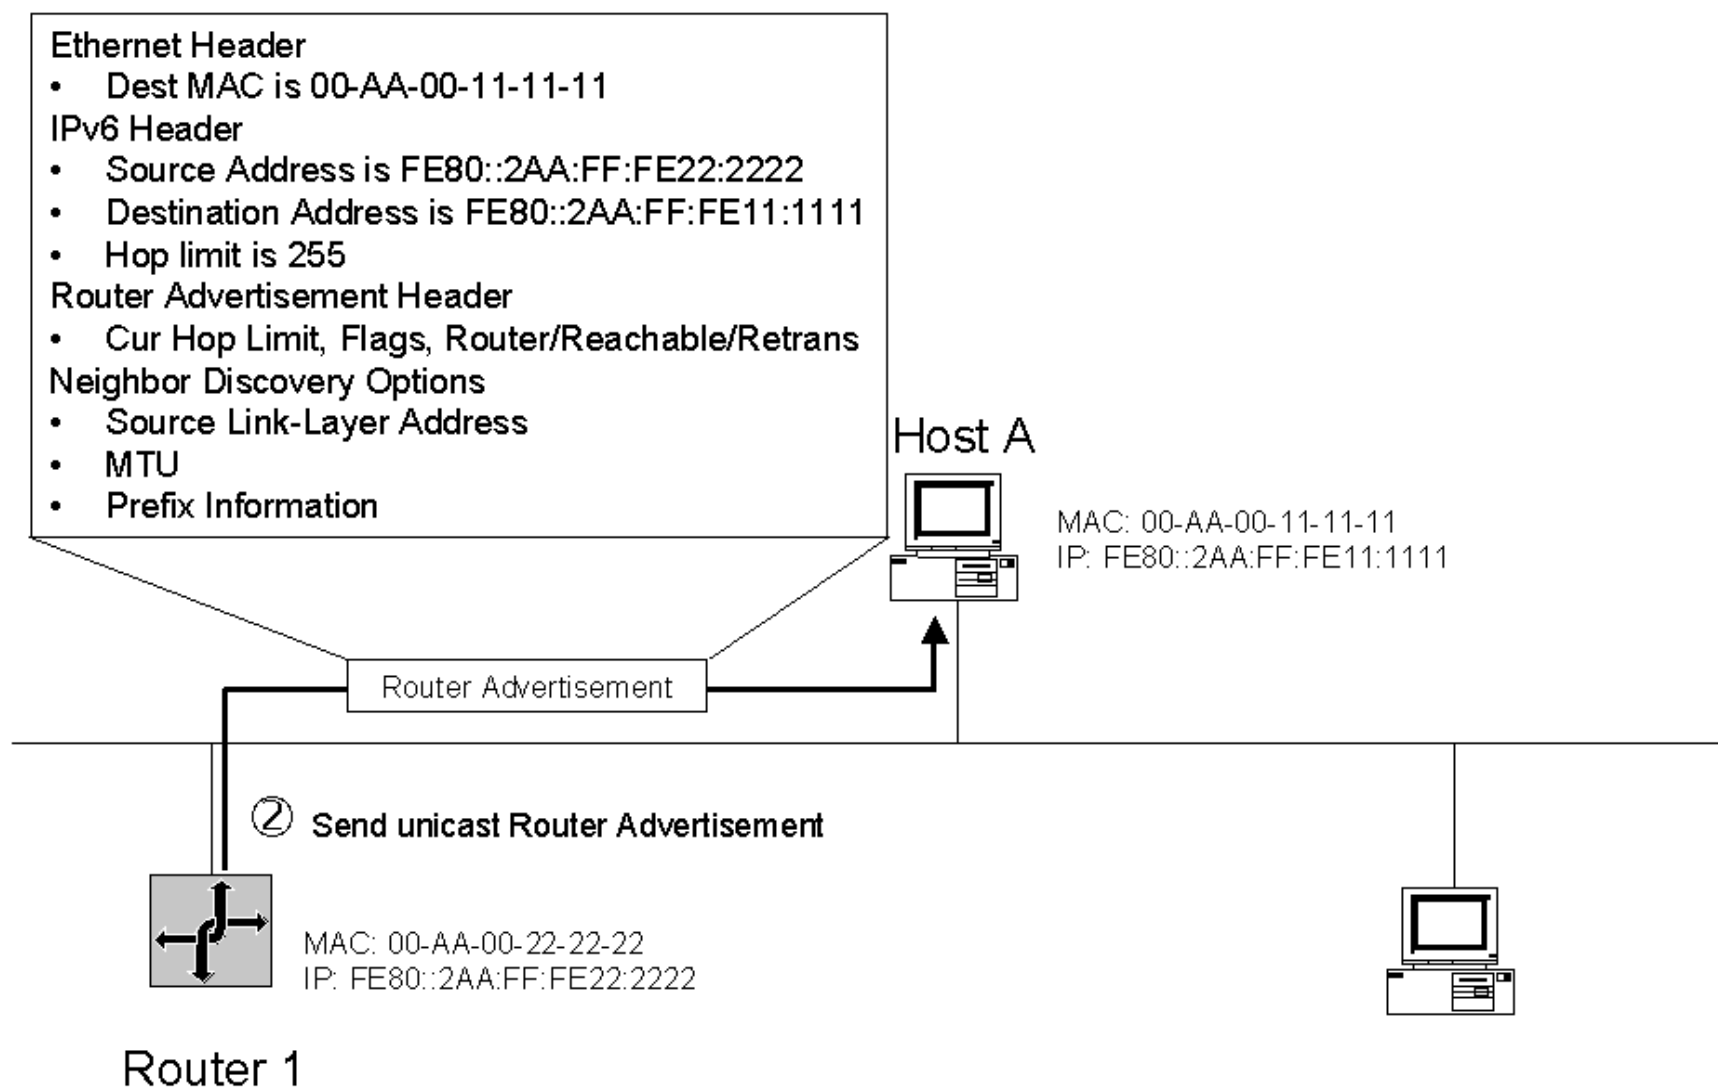 Ethernet Header
• Dest MAC is 00-AA-00-11-11-11
IPv6 Header
• Source Address is FE80::2AA:FF:FE22:2222
• Destination Address is FE80::2AA:FF:FE11:1111
• Hop limit is 255
Router Advertisement Header
• Cur Hop Limit, Flags, Router/Reachable/Retrans
Neighbor Discovery Options
• Source Link-Layer Address
• MTU
• Prefix Information
Host A
MAC: 00-AA-00-11-11-11
IP: FE80::2AA:FF:FE11:1111
Router Advertisement
② Send unicast Router Advertisement
MAC: 00-AA-00-22-22-22
IP: FE80::2AA:FF:FE22:2222
Router 1